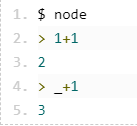 1. $ node
2. > 1+1
3. 2
4. > _+1
5. 3